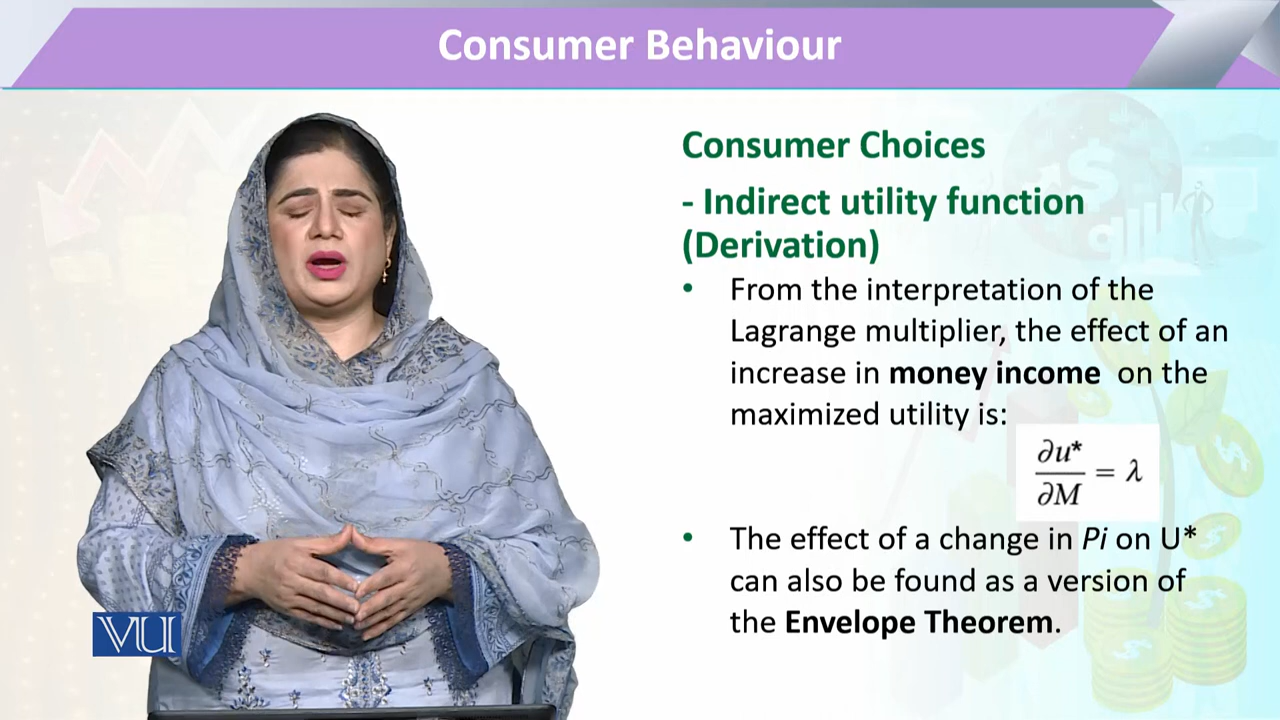 Consumer Behaviour
Consumer Choices
- Indirect utility function
(Derivation)
• From the interpretation of the
Lagrange multiplier, the effect of an
increase in money income on the
maximized utility is:
∂u*/∂M = λ
• The effect of a change in Pi on U*
can also be found as a version of
the Envelope Theorem.
VU